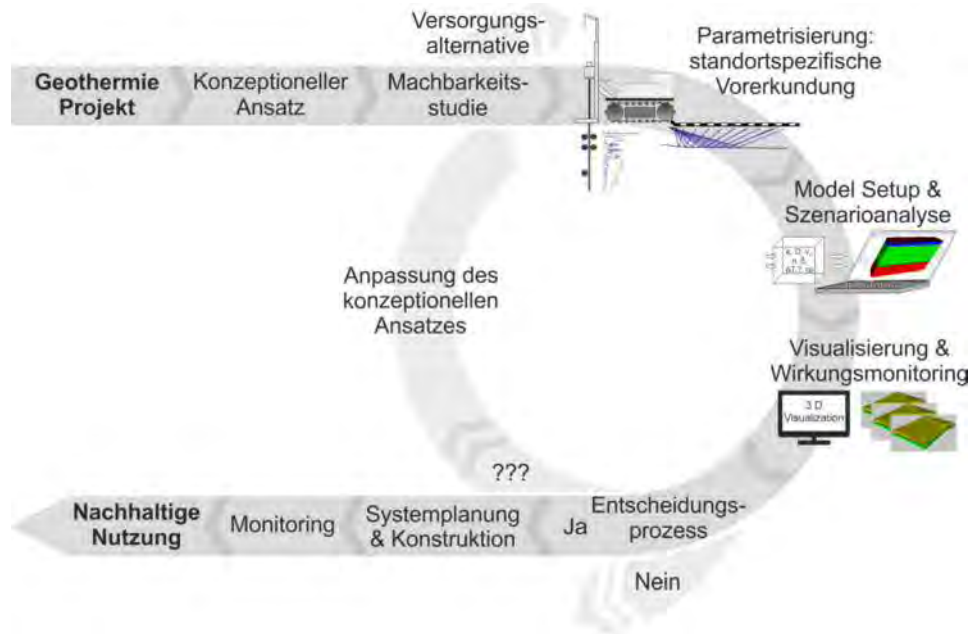 Versorgungs-
alternative
Parametrisierung:
standortspezifische
Vorerkundung
Geothermie
Projekt
Konzeptioneller
Ansatz
Machbarkeits-
studie
Model Setup &
Szenarioanalyse
Anpassung des
konzeptionellen
Ansatzes
Visualisierung &
Wirkungsmonitoring
3 D
Visualization
???
Entscheidungs-
prozess
Ja
Systemplanung
& Konstruktion
Monitoring
Nachhaltige
Nutzung
Nein